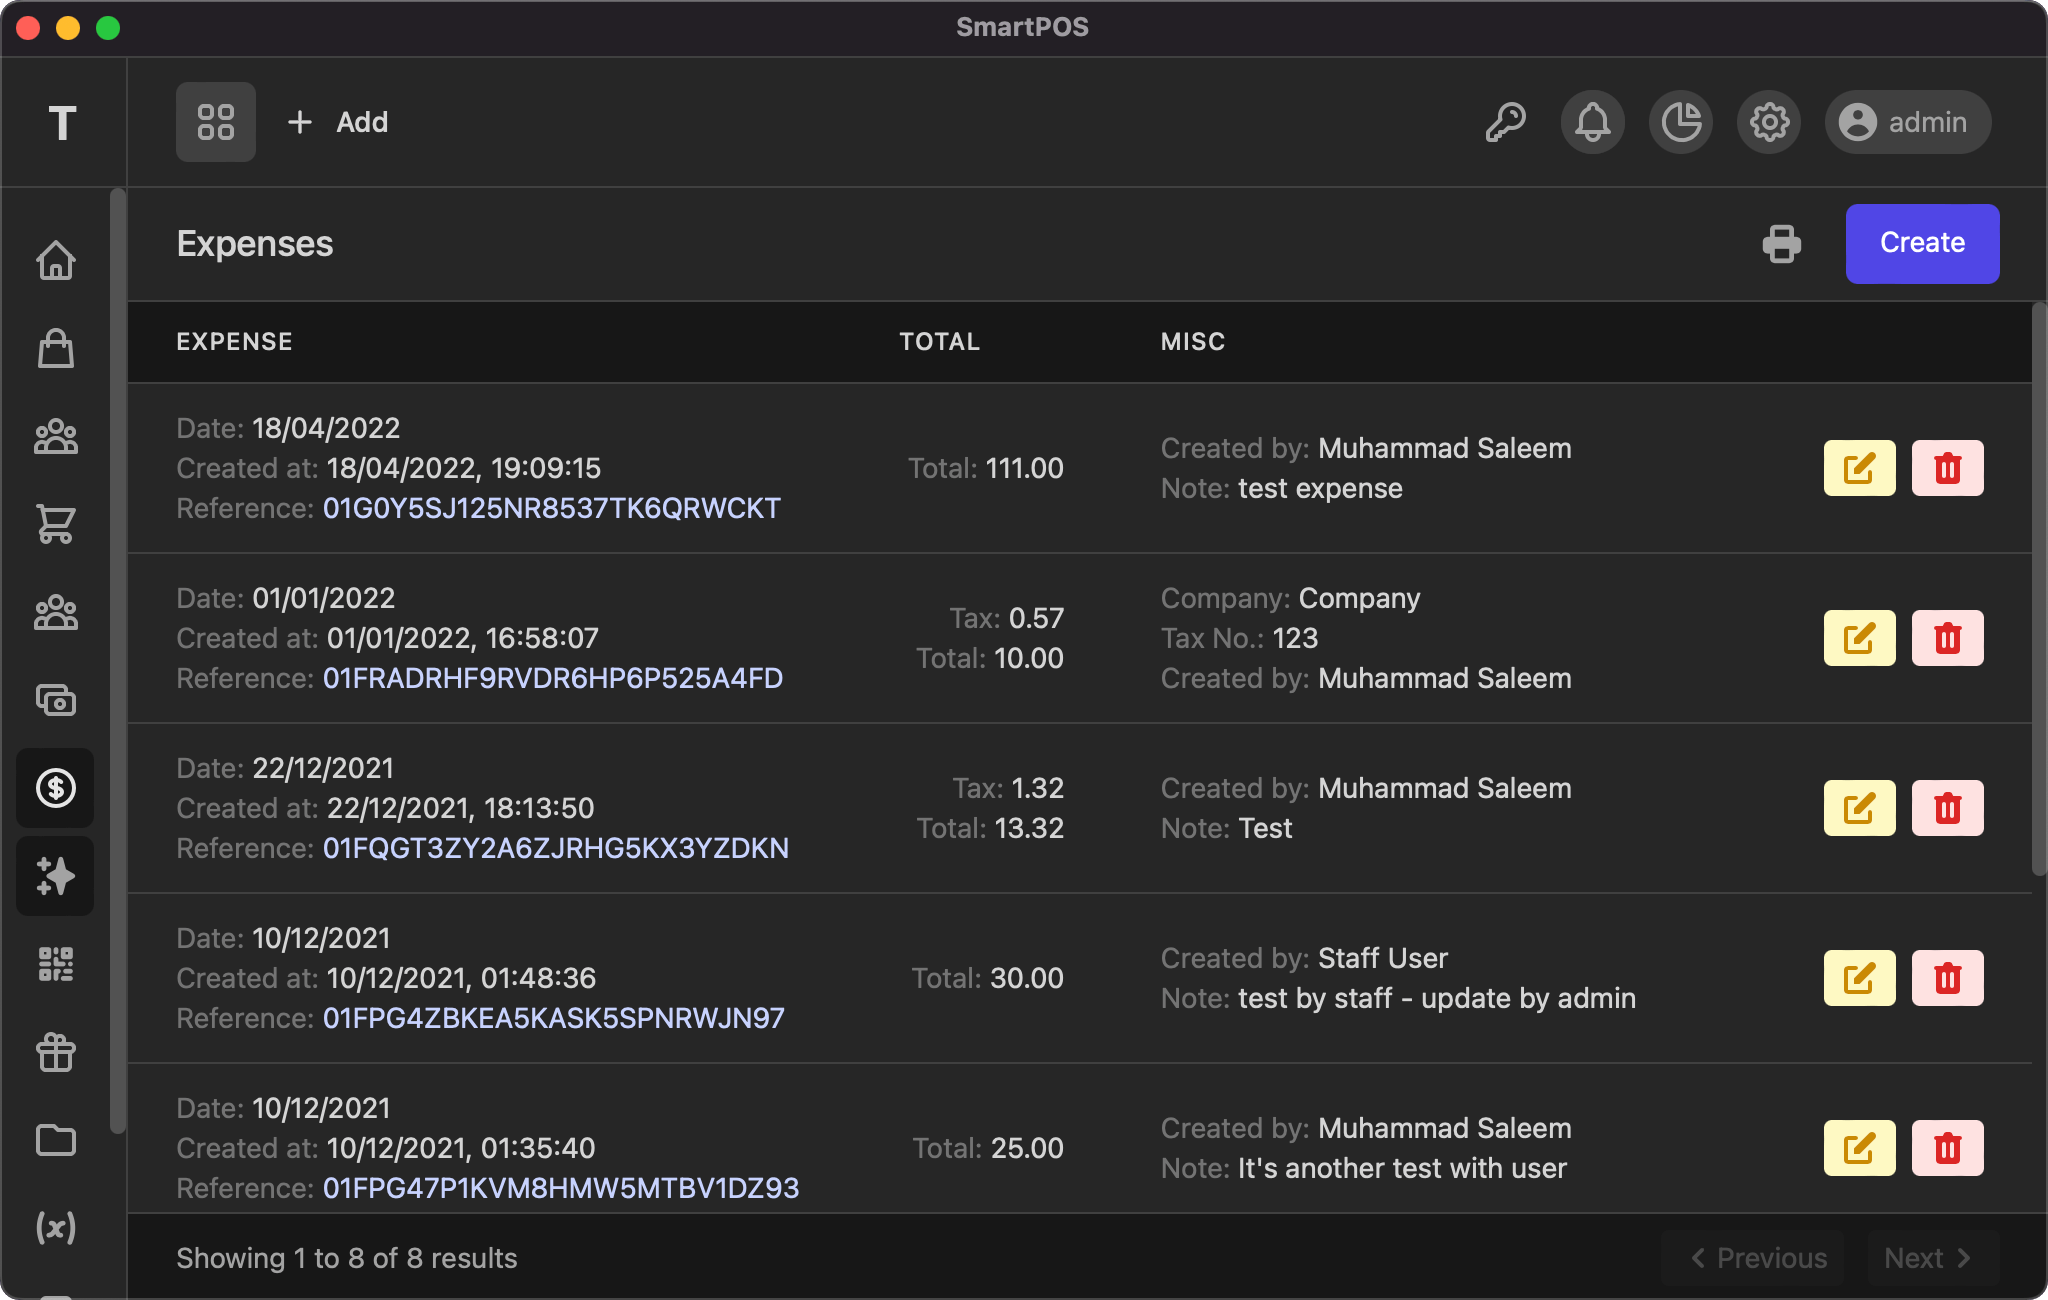 SmartPOS
T
Add
admin
Expenses
Create
EXPENSE TOTAL MISC
Date: 18/04/2022
Created at: 18/04/2022, 19:09:15
Reference: 01G0Y5SJ125NR8537TK6QRWCKT
Total: 111.00
Created by: Muhammad Saleem
Note: test expense
Date: 01/01/2022
Created at: 01/01/2022, 16:58:07
Reference: 01FRADRHF9RVDR6HP6P525A4FD
Tax: 0.57
Total: 10.00
Company: Company
Tax No.: 123
Created by: Muhammad Saleem
Date: 22/12/2021
Created at: 22/12/2021, 18:13:50
Reference: 01FQGT3ZY2A6ZJRHG5KX3YZDKN
Tax: 1.32
Total: 13.32
Created by: Muhammad Saleem
Note: Test
Date: 10/12/2021
Created at: 10/12/2021, 01:48:36
Reference: 01FPG4ZBKEA5KASK5SPNRWJN97
Total: 30.00
Created by: Staff User
Note: test by staff - update by admin
Date: 10/12/2021
Created at: 10/12/2021, 01:35:40
Reference: 01FPG47P1KVM8HMW5MTBV1DZ93
Total: 25.00
Created by: Muhammad Saleem
Note: It's another test with user
(x)
Showing 1 to 8 of 8 results
Previous
Next